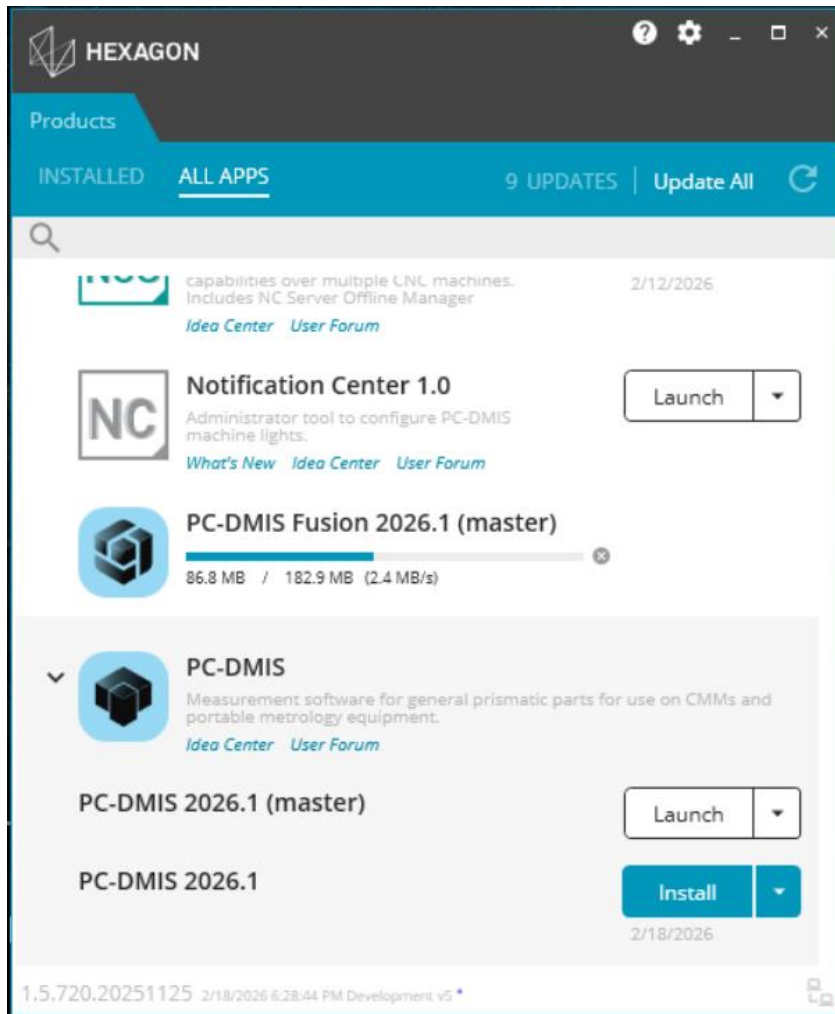 HEXAGON
Products
INSTALLED ALL APPS 9 UPDATES | Update All
capabilities over multiple CNC machines.
Includes NC Server Offline Manager
2/12/2026
Idea Center User Forum
NC
Notification Center 1.0
Launch
Administrator tool to configure PC-DMIS
machine lights.
What's New Idea Center User Forum
PC-DMIS Fusion 2026.1 (master)
86.8 MB / 182.9 MB (2.4 MB/s)
PC-DMIS
Measurement software for general prismatic parts for use on CMMs and
portable metrology equipment.
Idea Center User Forum
PC-DMIS 2026.1 (master)
Launch
PC-DMIS 2026.1
Install
2/18/2026
1.5.720.20251125 2/18/2026 6:28:44 PM Development v5 *